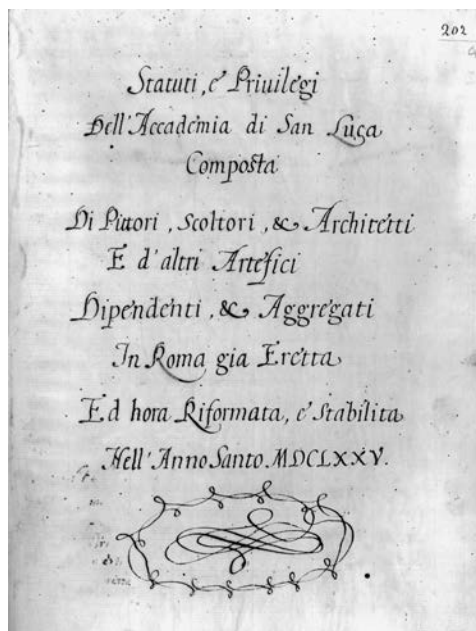 202
Statuti, e Priuilegi
Dell'Accademia di San Luca
Composta
Di Pittori, Scoltori, & Architetti
E d'altri Artefici
Dipendenti, & Aggregati
In Roma gia Eretta
Ed hora Riformata, e Stabilita
Nell'Anno Santo MDCLXXV.